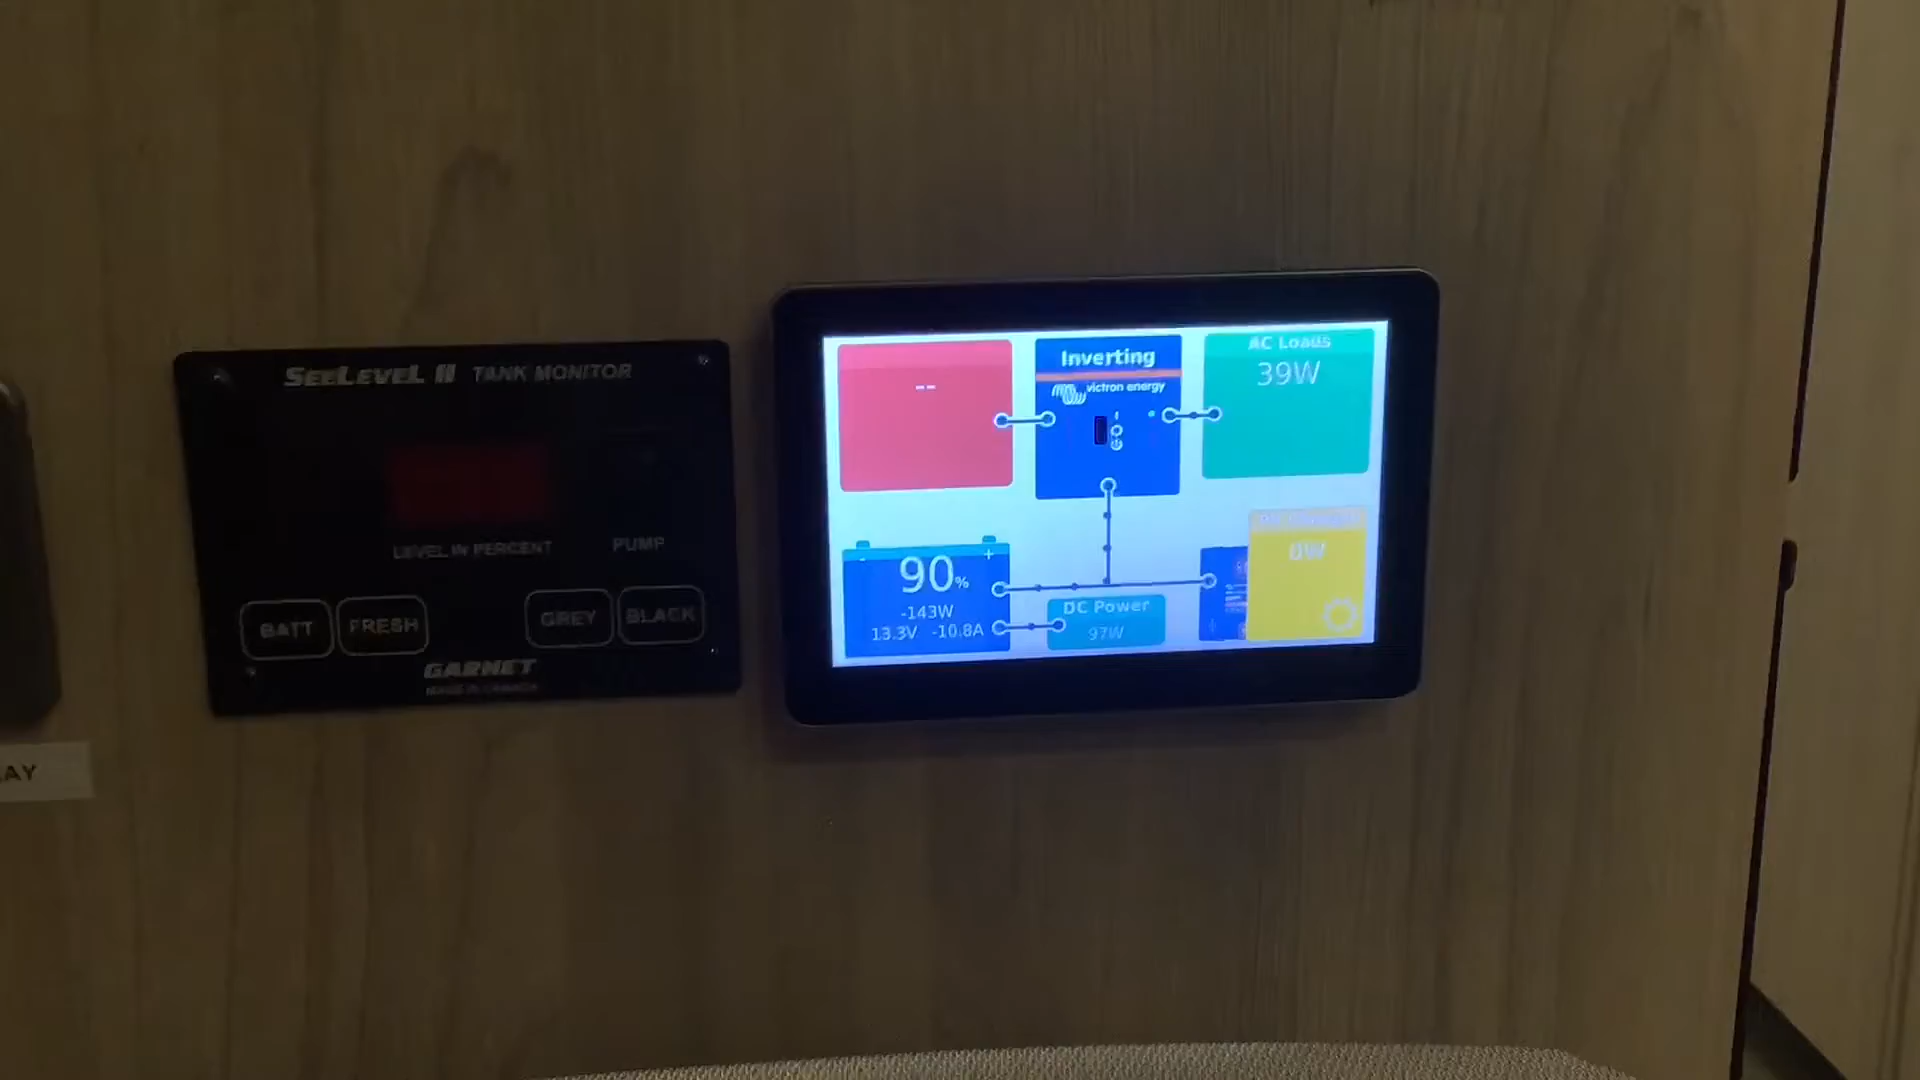 SEELEVEL II TANK MONITOR
LEVEL IN PERCENT
PUMP
BATT
FRESH
GREY
BLACK
GARNET
MADE IN CANADA
AY
--
Inverting
victron energy
AC Loads
39W
90%
-143W
13.3V -10.8A
DC Power
97W
0W